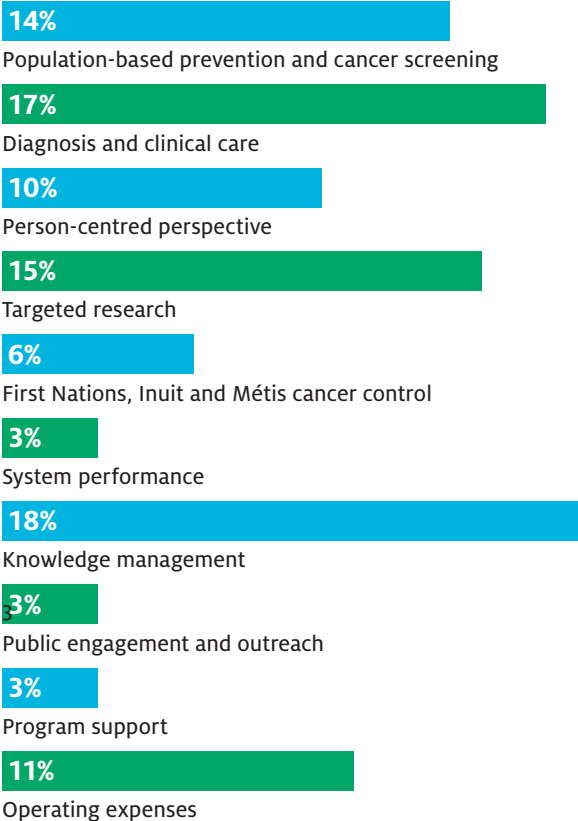 14%
Population-based prevention and cancer screening
17%
Diagnosis and clinical care
10%
Person-centred perspective
15%
Targeted research
6%
First Nations, Inuit and Métis cancer control
3%
System performance
18%
Knowledge management
3%
3
Public engagement and outreach
3%
Program support
11%
Operating expenses